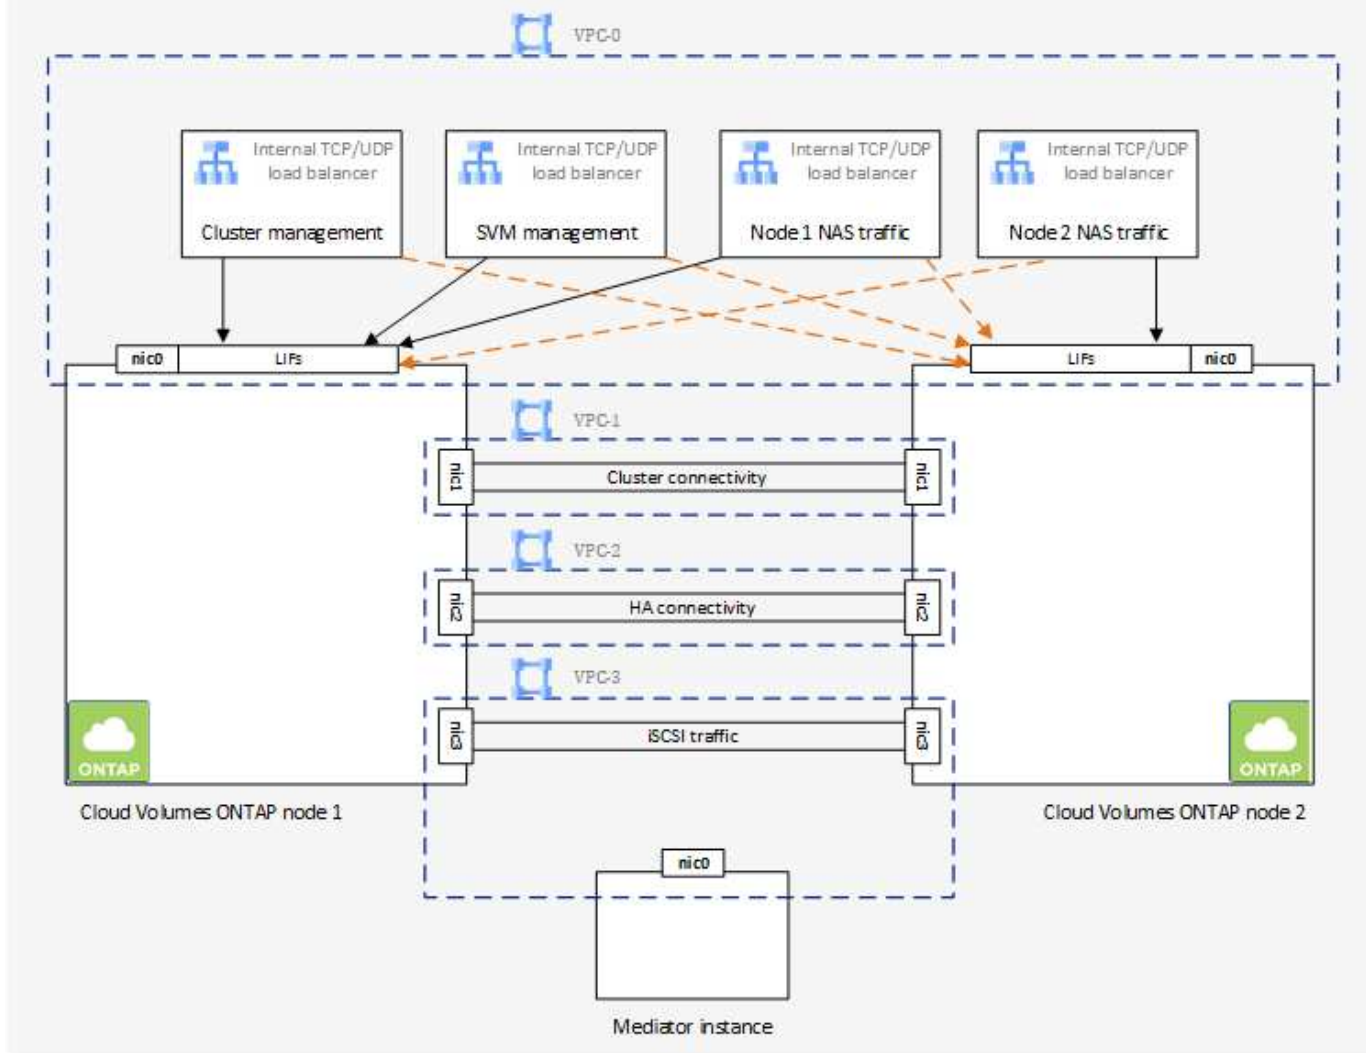 VPC-0
Internal TCP/UDP
load balancer
Cluster management
Internal TCP/UDP
load balancer
SVM management
Internal TCP/UDP
load balancer
Node 1 NAS traffic
Internal TCP/UDP
load balancer
Node 2 NAS traffic
nic0
LIFs
LIFs
nic0
VPC-1
nic1
Cluster connectivity
nic1
VPC-2
nic2
HA connectivity
nic2
VPC-3
nic3
iSCSI traffic
nic3
ONTAP
ONTAP
Cloud Volumes ONTAP node 1
Cloud Volumes ONTAP node 2
nic0
Mediator instance